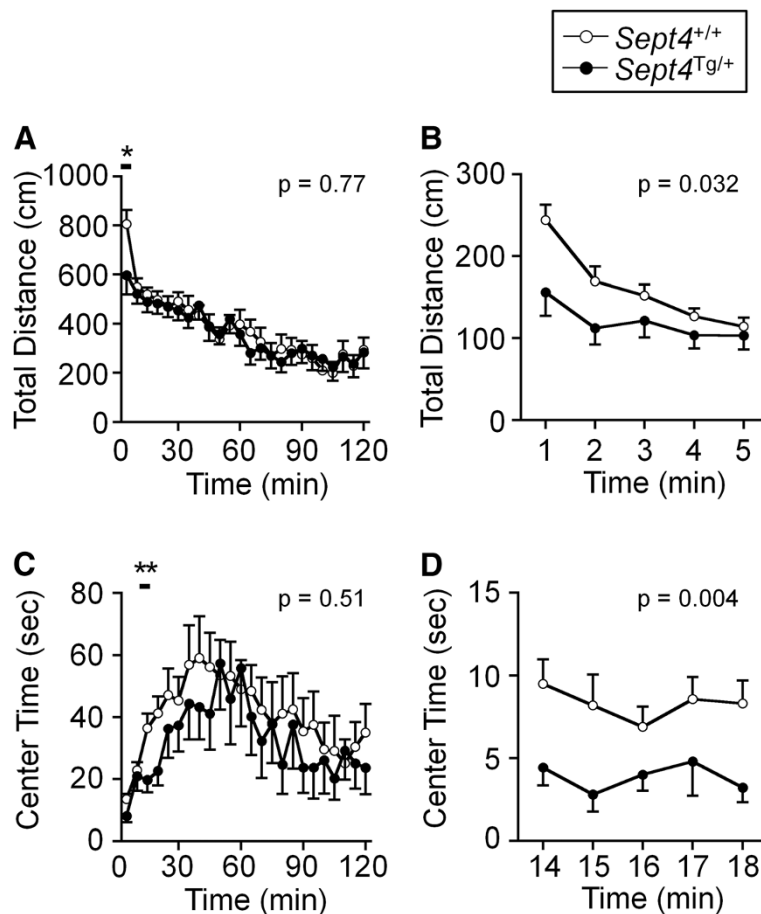 Sept4+/+
Sept4Tg/+
A
*
p = 0.77
1000
800
600
400
200
0
Total Distance (cm)
0 30 60 90 120
Time (min)
B
p = 0.032
300
200
100
0
Total Distance (cm)
1 2 3 4 5
Time (min)
C
**
p = 0.51
80
60
40
20
0
Center Time (sec)
0 30 60 90 120
Time (min)
D
p = 0.004
15
10
5
0
Center Time (sec)
14 15 16 17 18
Time (min)